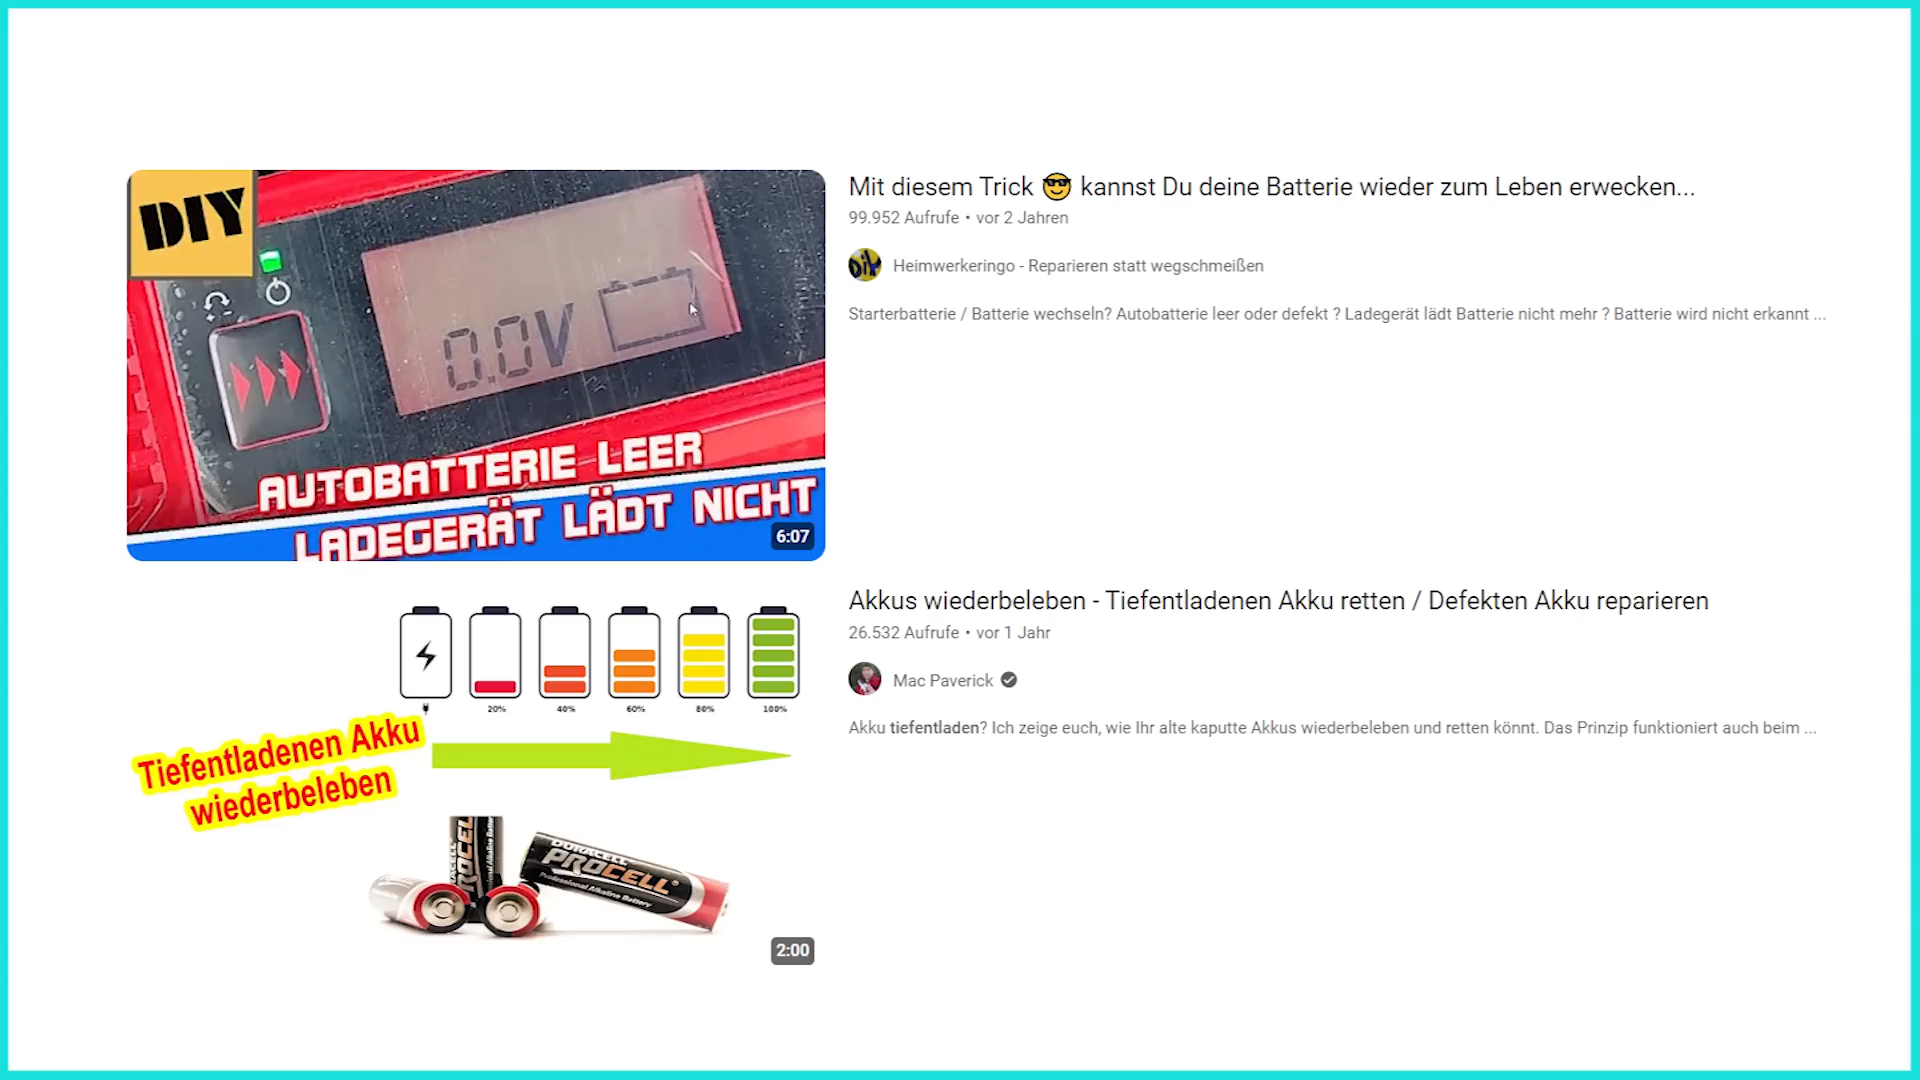 DIY
0.0V
AUTOBATTERIE LEER
LADEGERÄT LÄDT NICHT
6:07
Mit diesem Trick 😎 kannst Du deine Batterie wieder zum Leben erwecken...
99.952 Aufrufe • vor 2 Jahren
DIY
Heimwerkeringo - Reparieren statt wegschmeißen
Starterbatterie / Batterie wechseln? Autobatterie leer oder defekt ? Ladegerät lädt Batterie nicht mehr ? Batterie wird nicht erkannt ...
20% 40% 60% 80% 100%
Tiefentladenen Akku
wiederbeleben
DURACELL
PROCELL®
Professional Alkaline Battery
2:00
Akkus wiederbeleben - Tiefentladenen Akku retten / Defekten Akku reparieren
26.532 Aufrufe • vor 1 Jahr
Mac Paverick
Akku tiefentladen? Ich zeige euch, wie Ihr alte kaputte Akkus wiederbeleben und retten könnt. Das Prinzip funktioniert auch beim ...